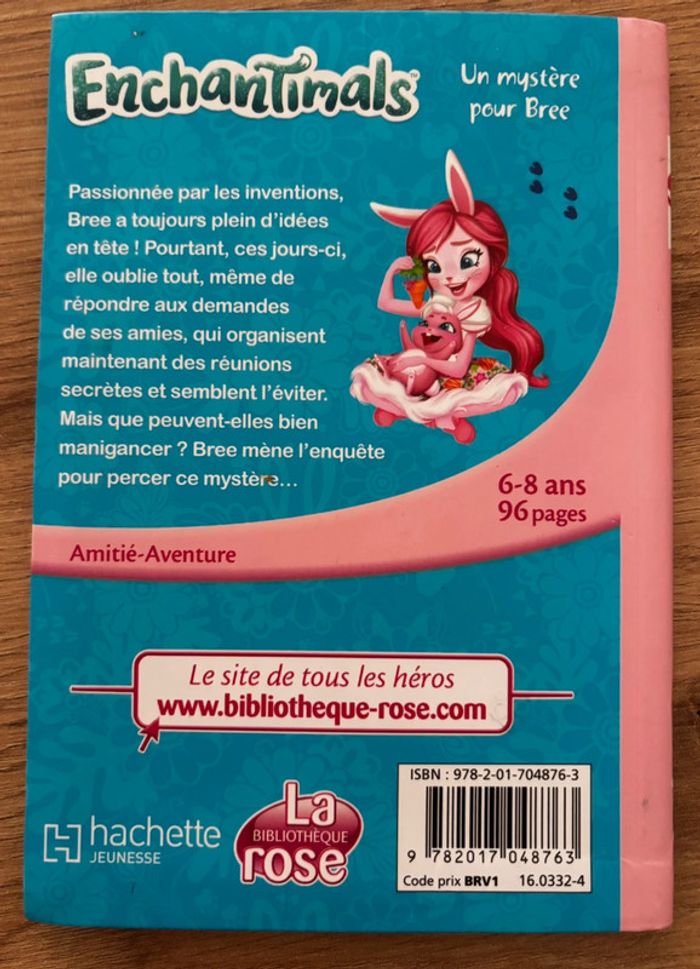 Enchantimals™
Un mystère
pour Bree
Passionnée par les inventions,
Bree a toujours plein d'idées
en tête ! Pourtant, ces jours-ci,
elle oublie tout, même de
répondre aux demandes
de ses amies, qui organisent
maintenant des réunions
secrètes et semblent l'éviter.
Mais que peuvent-elles bien
manigancer ? Bree mène l'enquête
pour percer ce mystère...
6-8 ans
96 pages
Amitié-Aventure
Le site de tous les héros
www.bibliotheque-rose.com
hachette
JEUNESSE
La
BIBLIOTHÈQUE
rose
ISBN : 978-2-01-704876-3
9 782017 048763
Code prix BRV1 16.0332-4